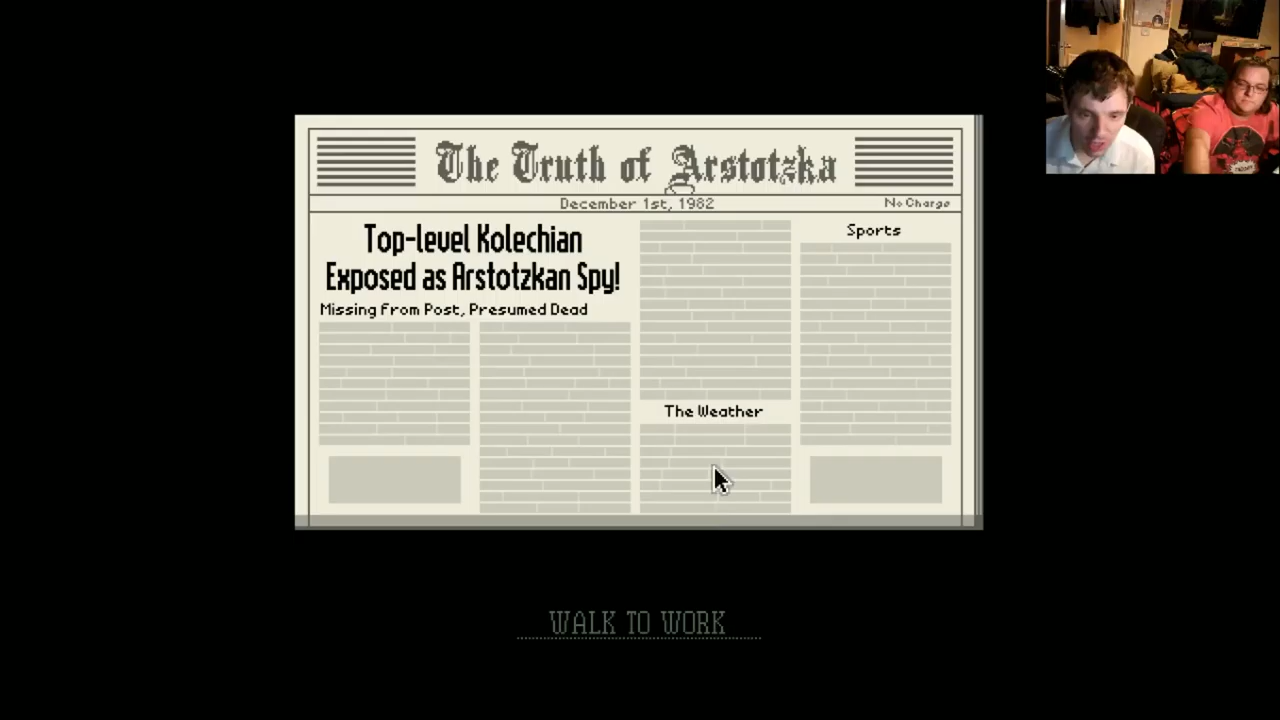 The Truth of Arstotzka
December 1st, 1982
No Charge
Top-level Kolechian
Exposed as Arstotzkan Spy!
Missing From Post, Presumed Dead
The Weather
Sports
WALK TO WORK